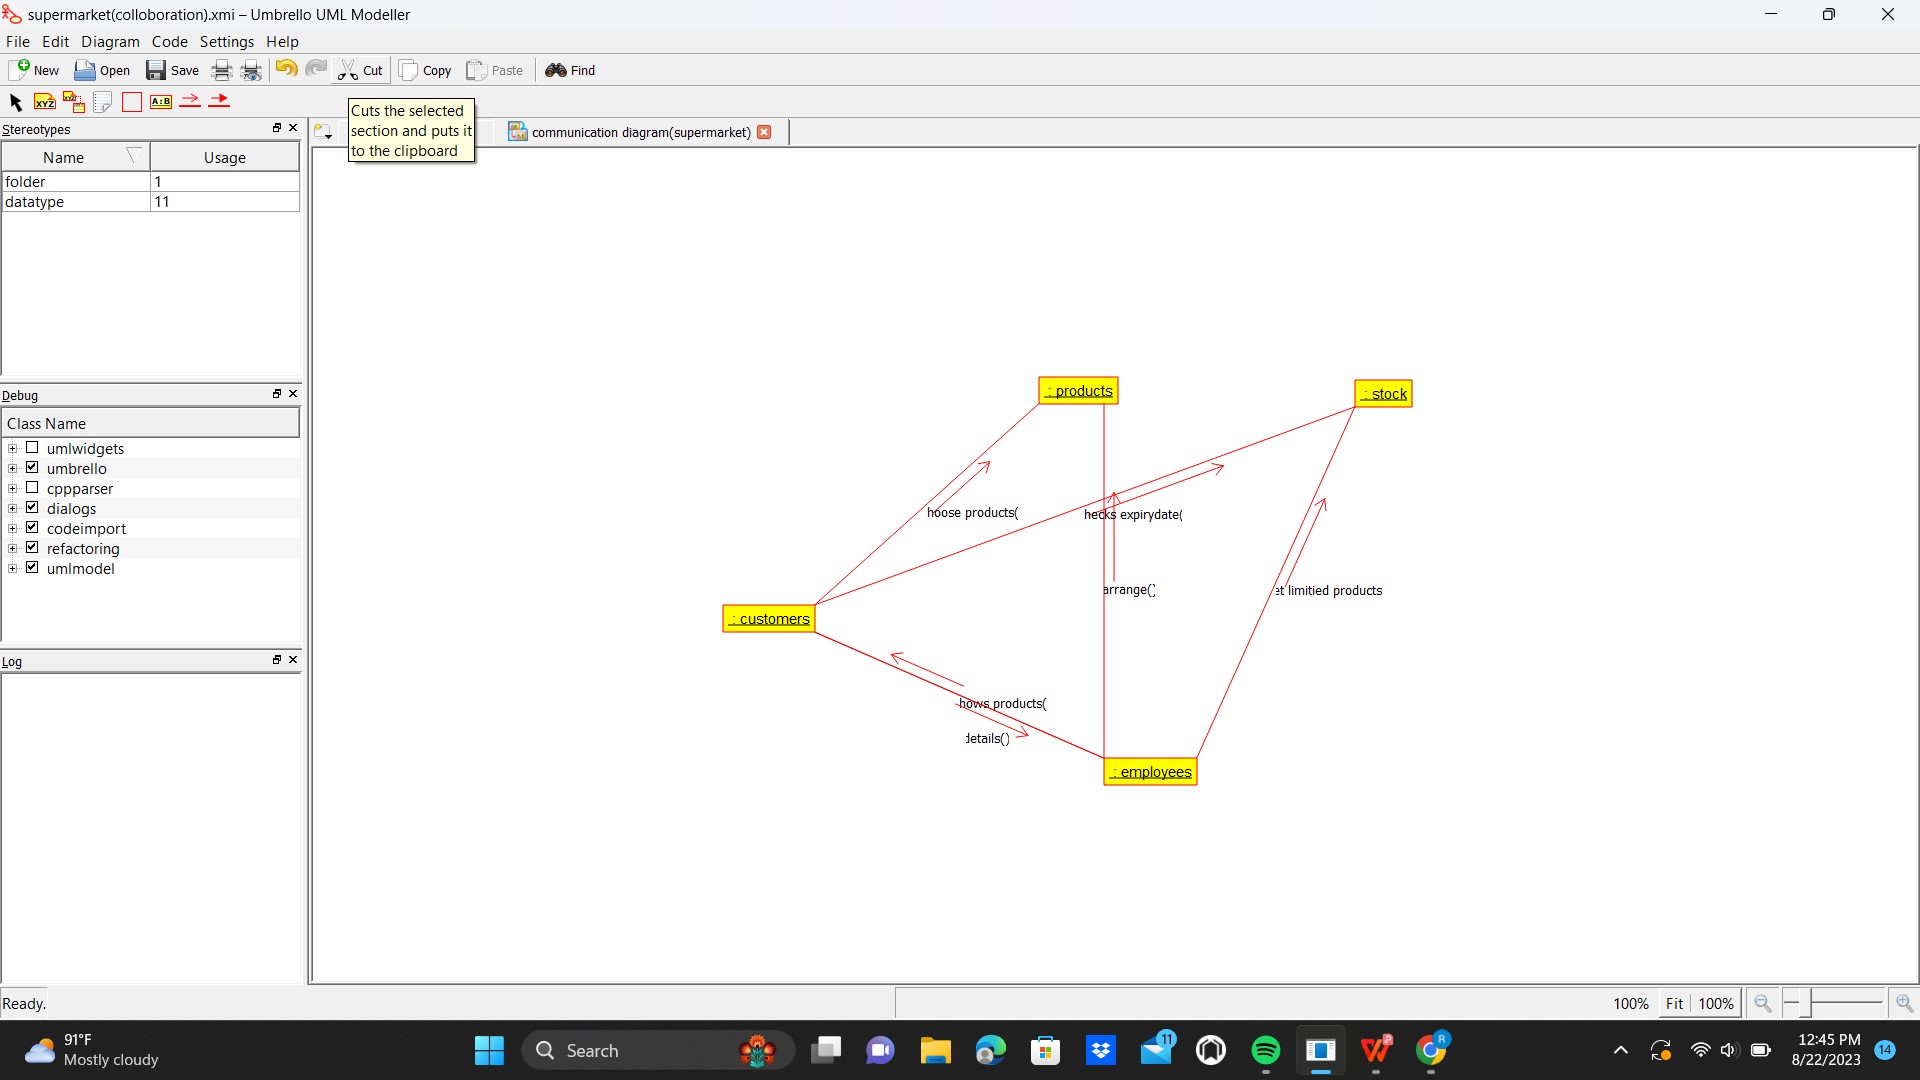 supermarket(colloboration).xmi – Umbrello UML Modeller
File Edit Diagram Code Settings Help
New Open Save Cut Copy Paste Find
XYZ A:B
Cuts the selected
section and puts it
to the clipboard
Stereotypes
communication diagram(supermarket)
Name Usage
folder 1
datatype 11
Debug
Class Name
umlwidgets
umbrello
cppparser
dialogs
codeimport
refactoring
umlmodel
Log
: products
: stock
hoose products(
hecks expirydate(
arrange()
et limitied products
: customers
hows products(
details()
: employees
Ready.
100% Fit 100%
91°F
Mostly cloudy
Search
11
R
12:45 PM
8/22/2023
14